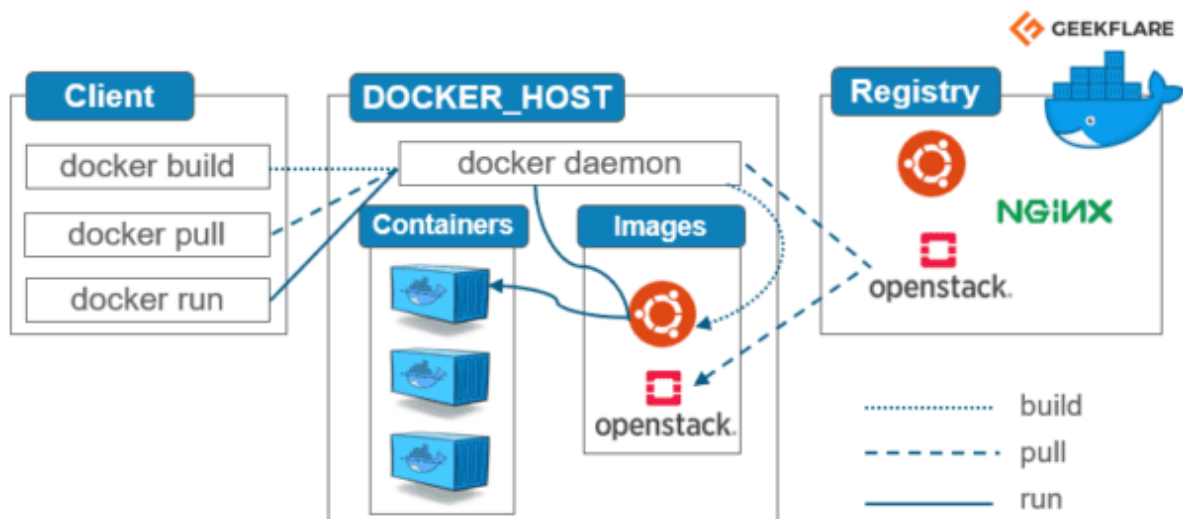 GEEKFLARE
Client
docker build
docker pull
docker run
DOCKER_HOST
docker daemon
Containers
Images
openstack.
Registry
NGINX
openstack.
build
pull
run